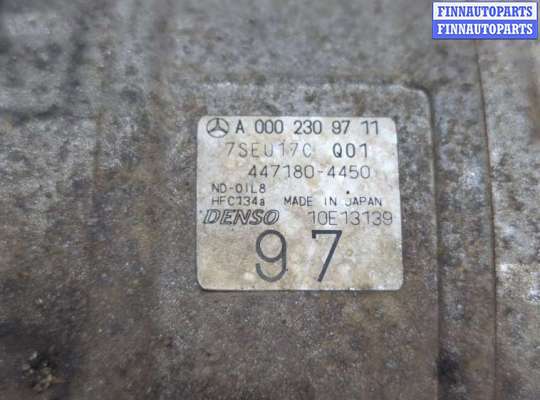 FINNAUTOPARTS
FINNAUTOPARTS
A 000 230 97 11
7SEU17C Q01
447180-4450
ND-OIL8
HFC134a MADE IN JAPAN
DENSO 10E13139
97